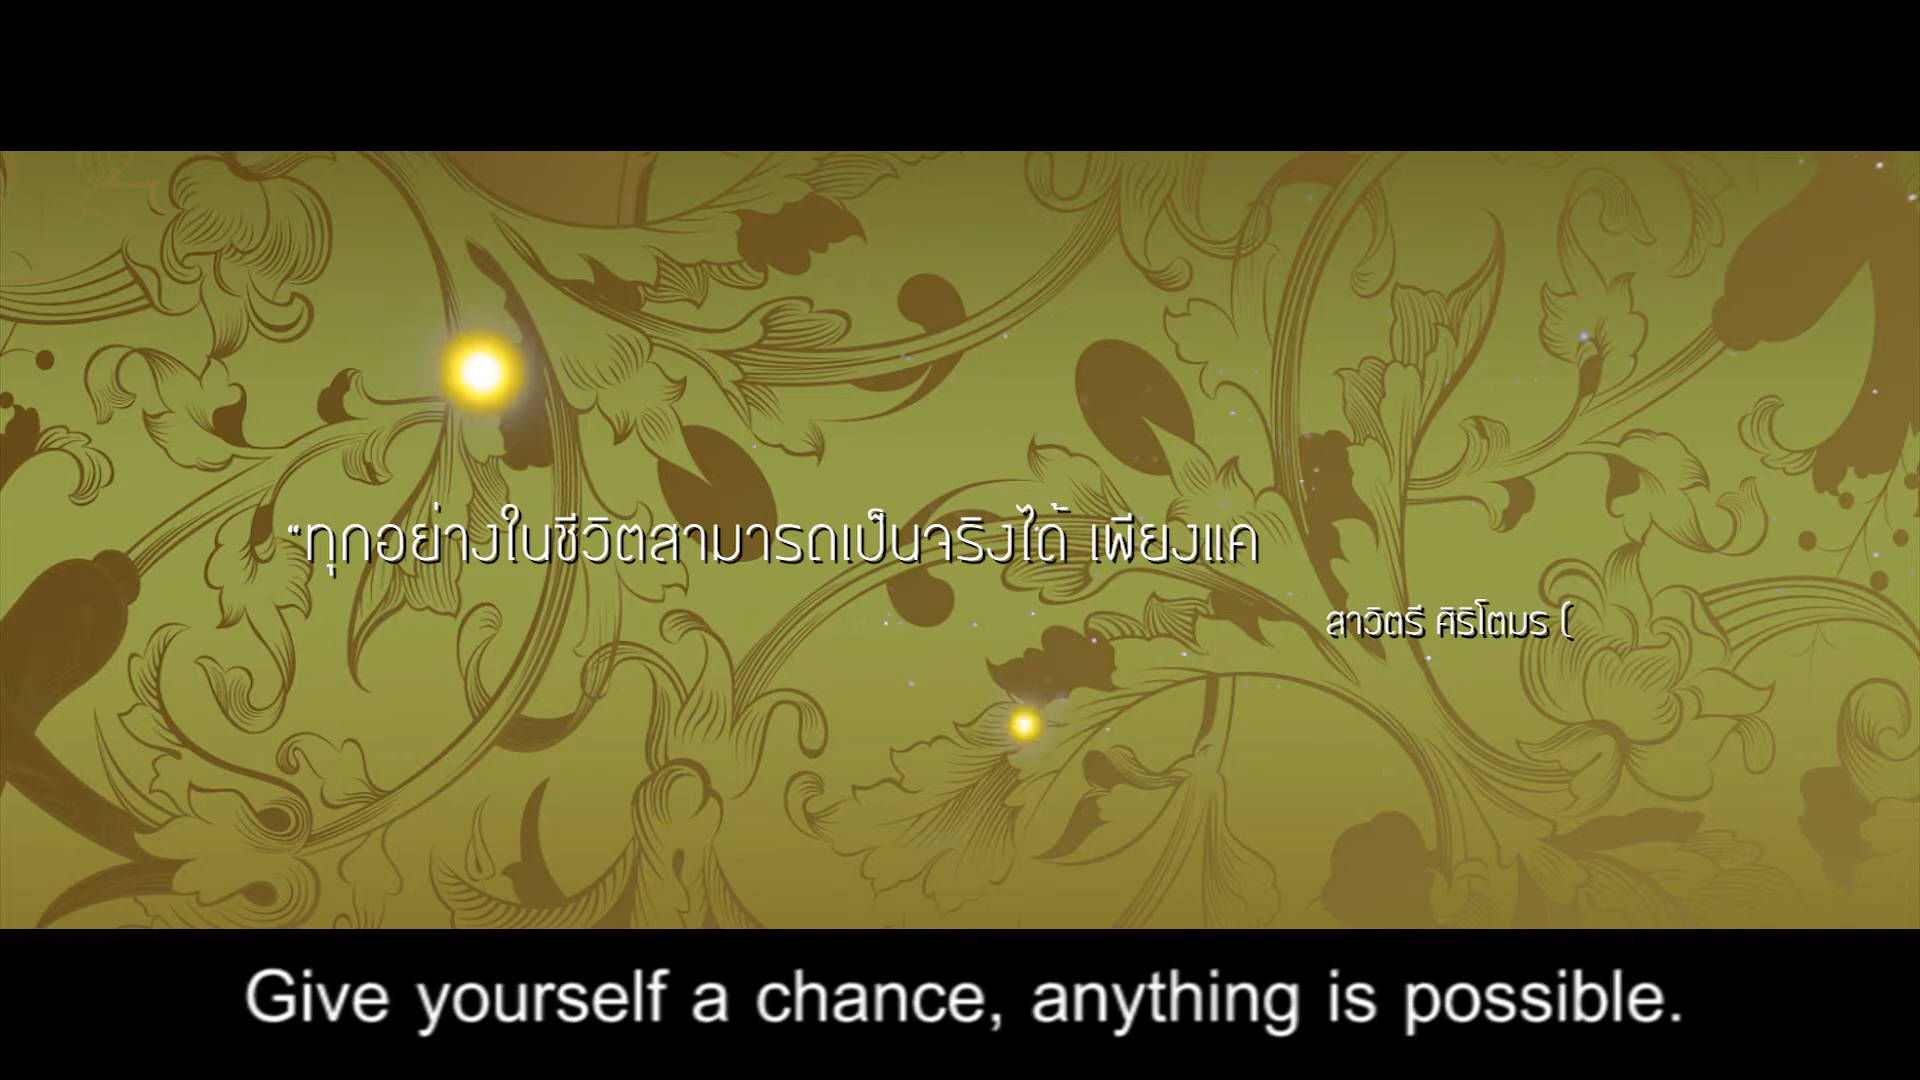 “ทุกอย่างในชีวิตสามารถเป็นจริงได้ เพียงแค
สาวิตรี ศิริโตมร (
Give yourself a chance, anything is possible.